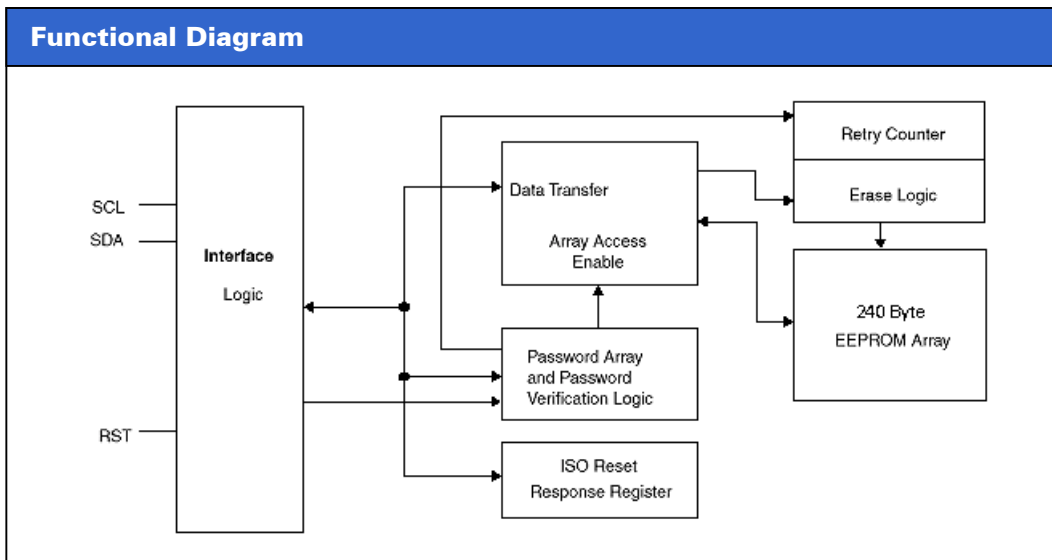 Functional Diagram
SCL
SDA
RST
Interface
Logic
Data Transfer
Array Access
Enable
Password Array
and Password
Verification Logic
ISO Reset
Response Register
Retry Counter
Erase Logic
240 Byte
EEPROM Array